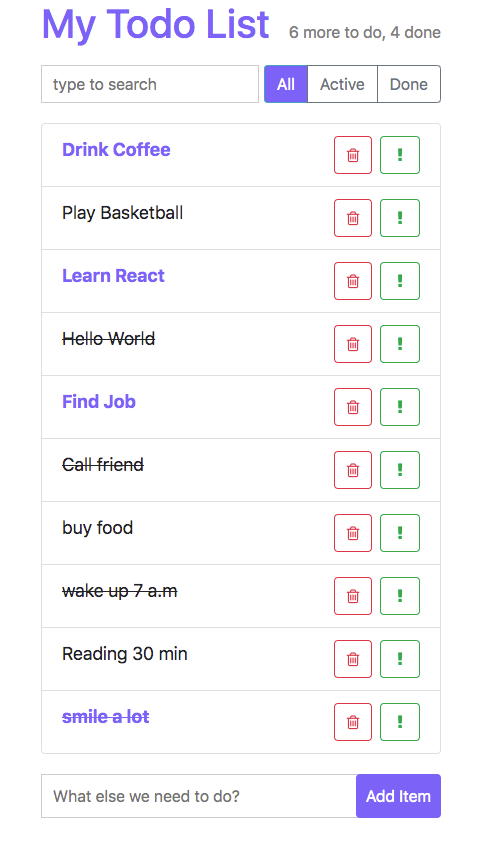 My Todo List 6 more to do, 4 done
type to search All Active Done
Drink Coffee
Play Basketball
Learn React
Hello World
Find Job
Call friend
buy food
wake up 7 a.m
Reading 30 min
smile a lot
What else we need to do? Add Item